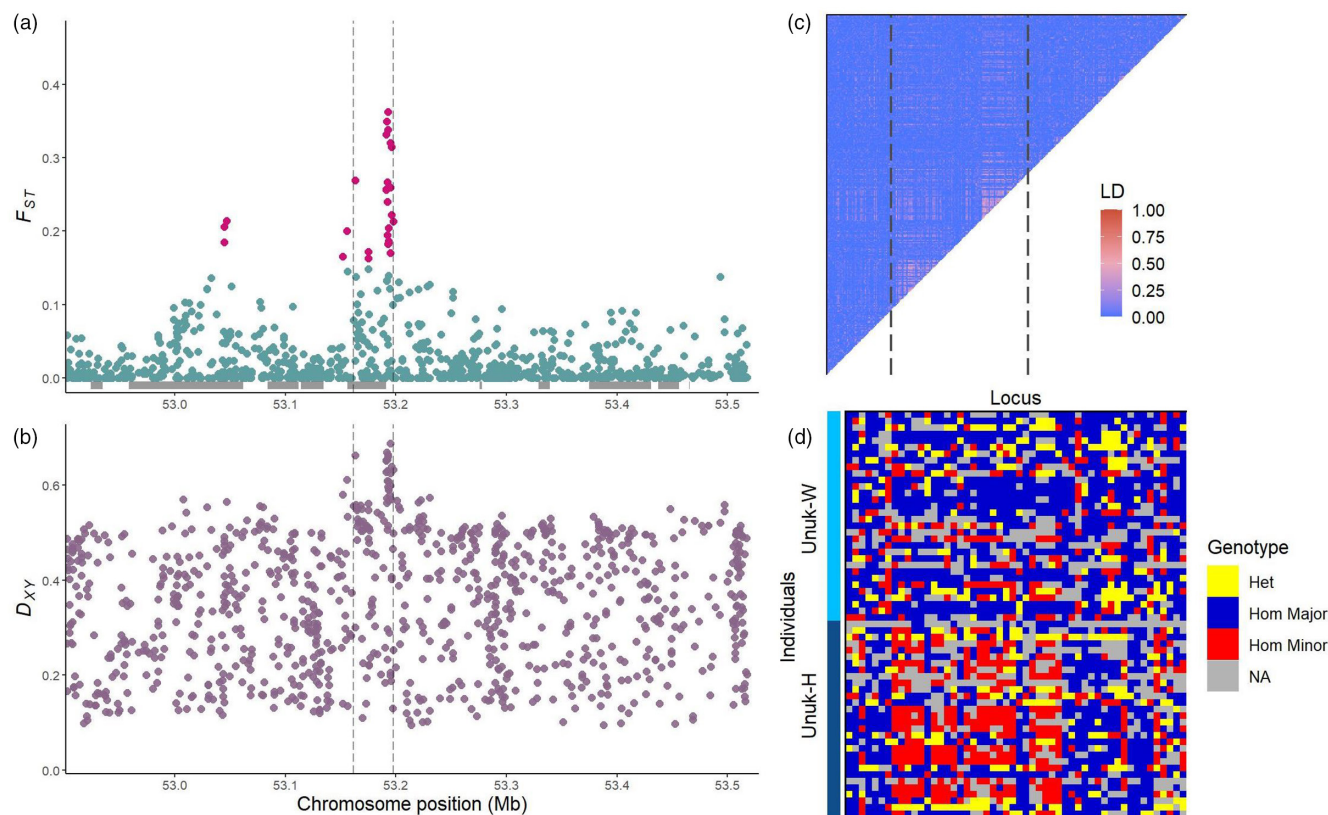 (a)
0.4
0.3
0.2
0.1
0.0
F_ST
53.0
53.1
53.2
53.3
53.4
53.5
(b)
0.6
0.4
0.2
0.0
D_XY
53.0
53.1
53.2
53.3
53.4
53.5
Chromosome position (Mb)
(c)
LD
1.00
0.75
0.50
0.25
0.00
Locus
(d)
Unuk-W
Individuals
Unuk-H
Genotype
Het
Hom Major
Hom Minor
NA